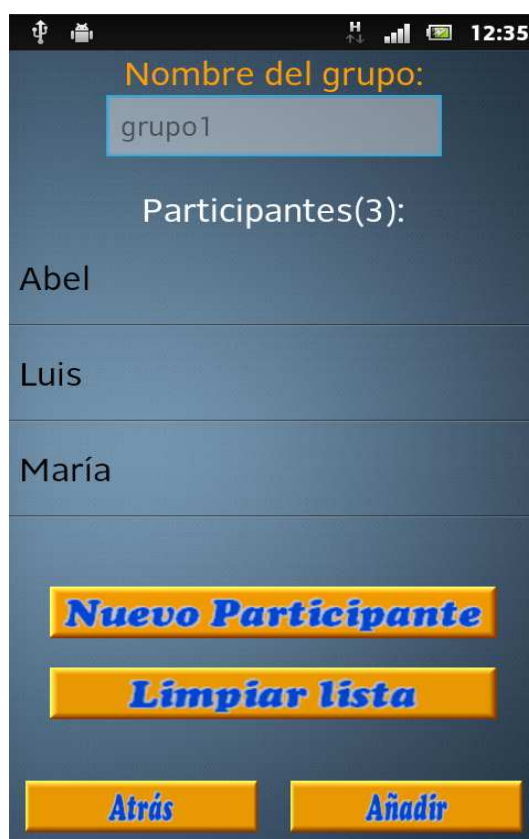 H
12:35
Nombre del grupo:
grupo1
Participantes(3):
Abel
Luis
María
Nuevo Participante
Limpiar lista
Atrás
Añadir